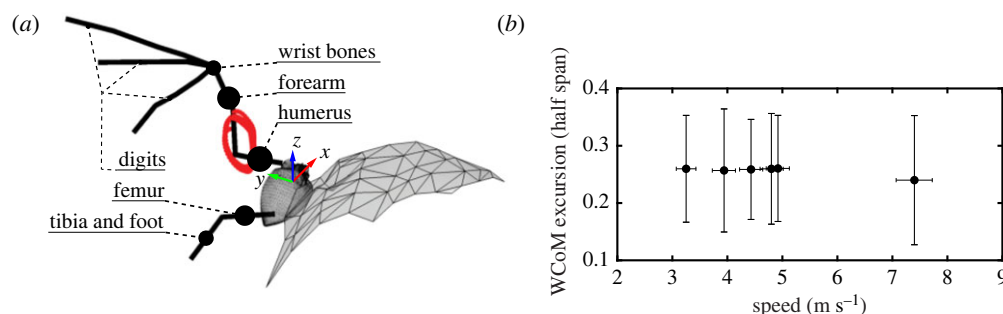 (a)
wrist bones
forearm
humerus
z
x
y
digits
femur
tibia and foot
(b)
WCoM excursion (half span)
0.4
0.3
0.2
0.1
2 3 4 5 6 7 8 9
speed (m s⁻¹)